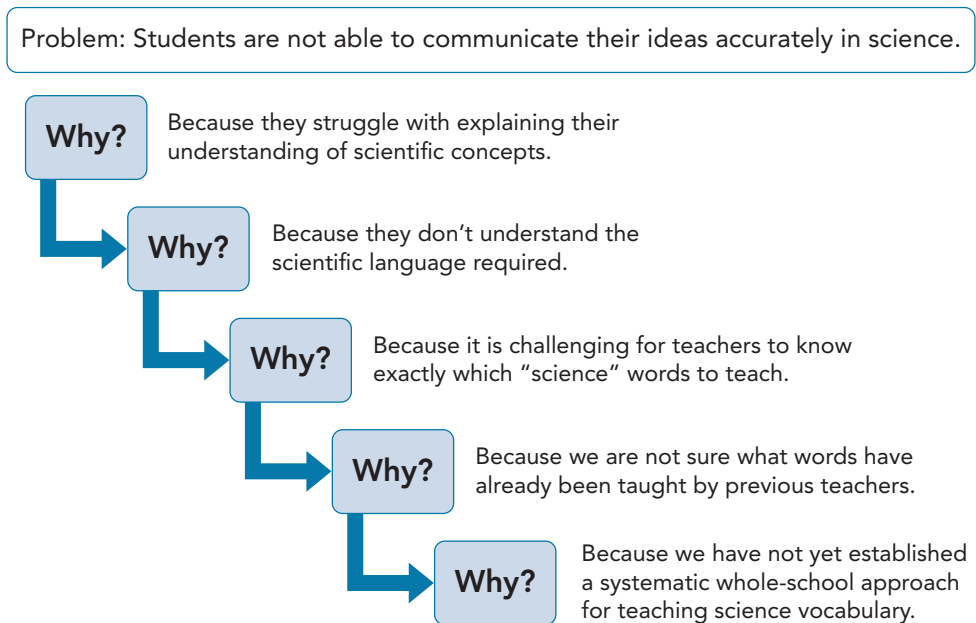 Problem: Students are not able to communicate their ideas accurately in science.
Why?
Because they struggle with explaining their
understanding of scientific concepts.
Why?
Because they don’t understand the
scientific language required.
Why?
Because it is challenging for teachers to know
exactly which “science” words to teach.
Why?
Because we are not sure what words have
already been taught by previous teachers.
Why?
Because we have not yet established
a systematic whole-school approach
for teaching science vocabulary.